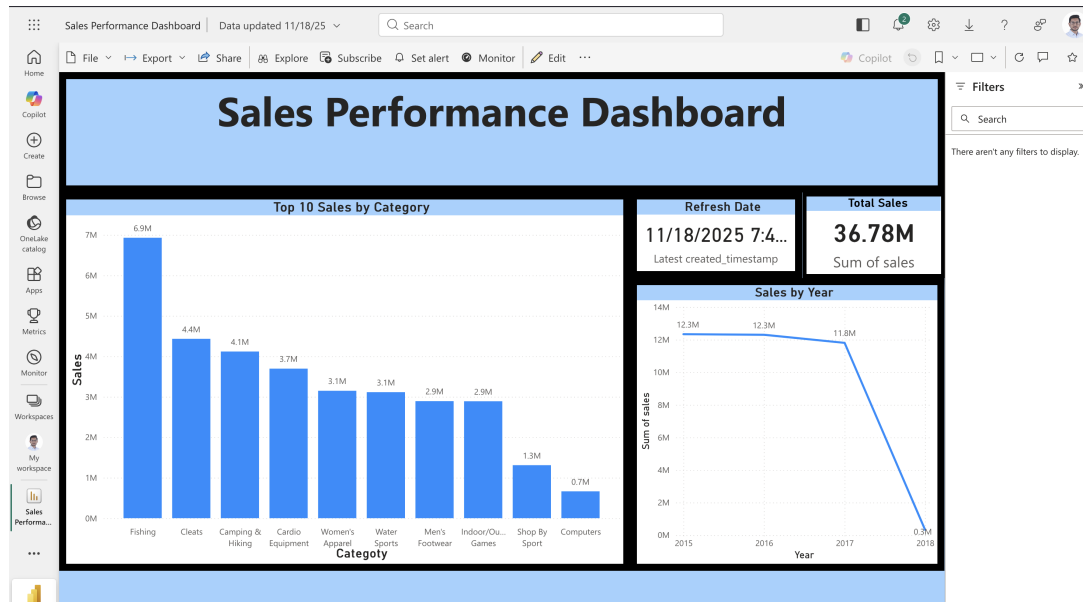 Sales Performance Dashboard
Data updated 11/18/25
Search
2
File
Export
Share
Explore
Subscribe
Set alert
Monitor
Edit
Copilot
Home
Copilot
Create
Browse
OneLake
catalog
Apps
Metrics
Monitor
Workspaces
My
workspace
Sales
Performa...
Sales Performance Dashboard
Top 10 Sales by Category
Sales
7M
6M
5M
4M
3M
2M
1M
0M
6.9M
4.4M
4.1M
3.7M
3.1M
3.1M
2.9M
2.9M
1.3M
0.7M
Fishing
Cleats
Camping &
Hiking
Cardio
Equipment
Women's
Apparel
Water
Sports
Men's
Footwear
Indoor/Ou...
Games
Shop By
Sport
Computers
Categoty
Refresh Date
11/18/2025 7:4...
Latest created_timestamp
Total Sales
36.78M
Sum of sales
Sales by Year
Sum of sales
14M
12M
10M
8M
6M
4M
2M
0M
12.3M
12.3M
11.8M
0.3M
2015
2016
2017
2018
Year
Filters
Search
There aren't any filters to display.